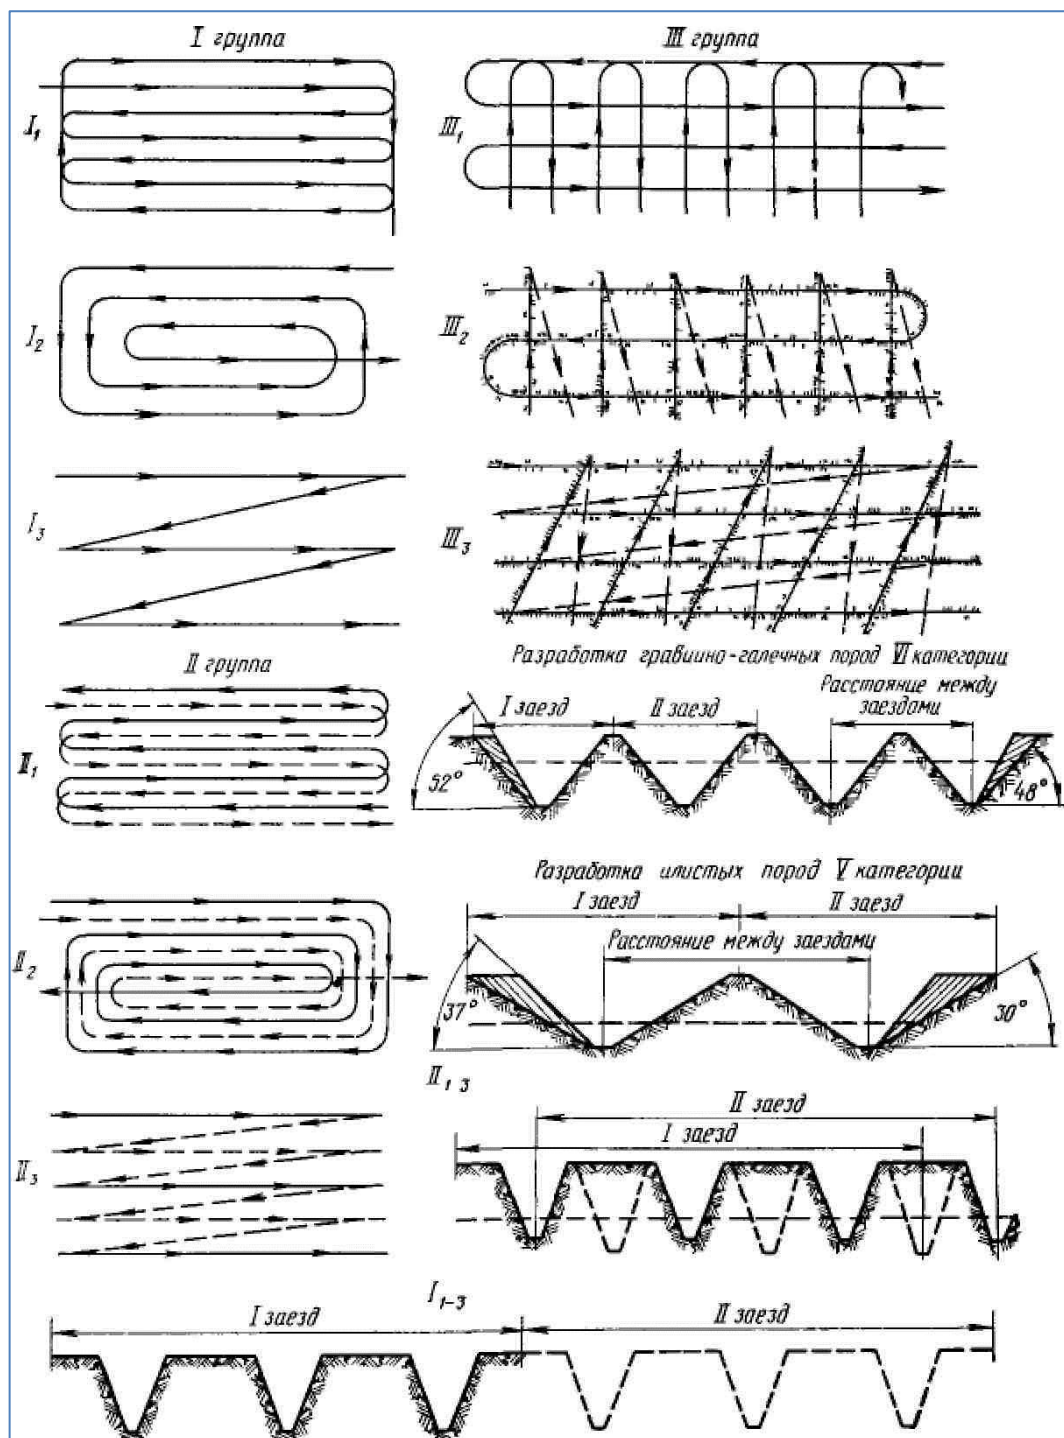 I группа
III группа
I1
III1
I2
III2
I3
III3
II группа
Разработка гравийно-галечных пород VI категории
I заезд
II заезд
Расстояние между
заездами
II1
52°
48°
Разработка илистых пород V категории
I заезд
II заезд
Расстояние между заездами
II2
37°
30°
II1-3
II заезд
I заезд
II3
I1-3
I заезд
II заезд